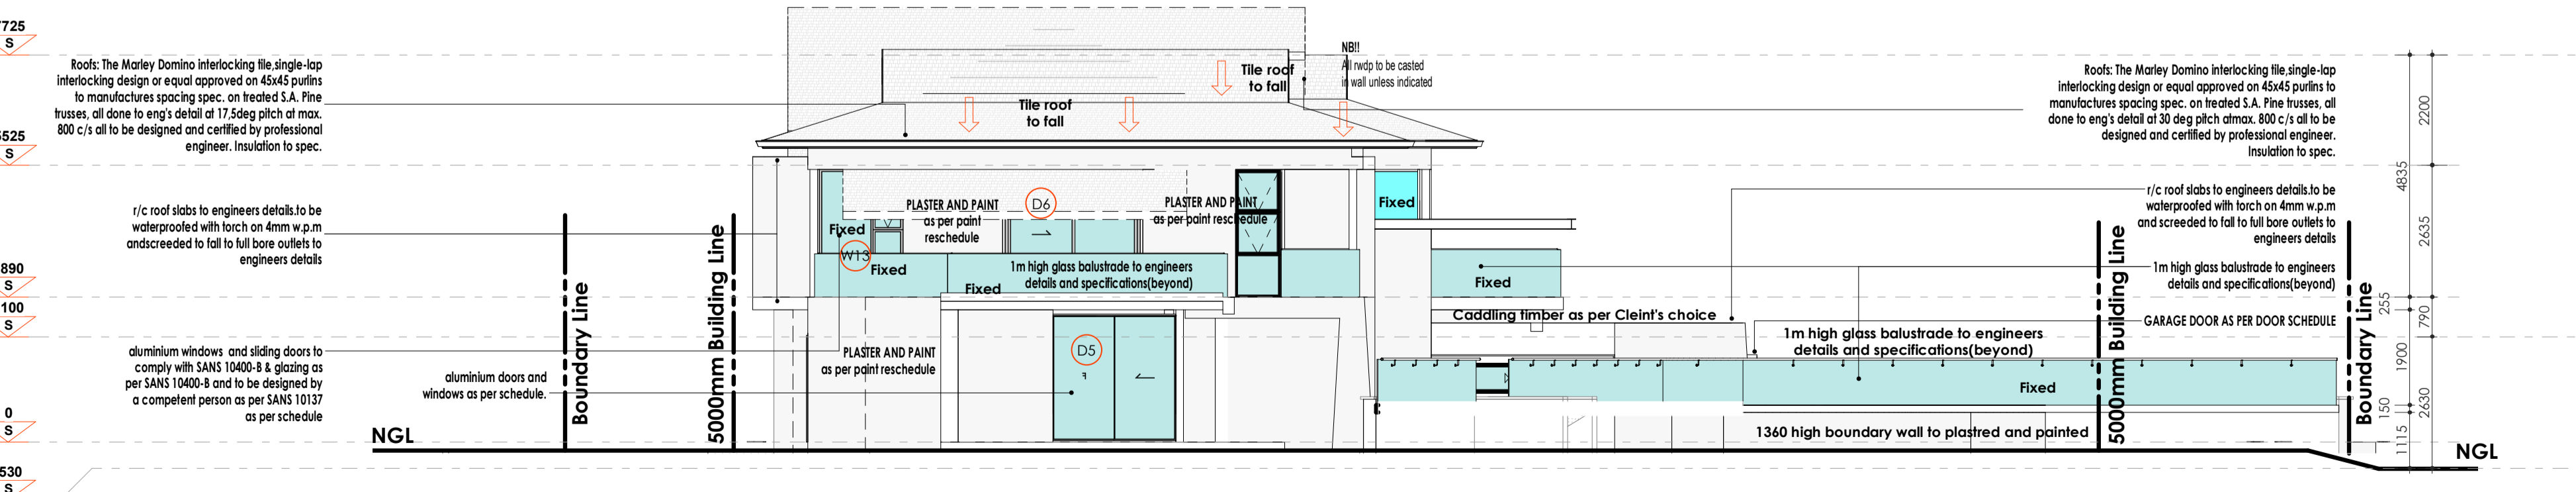 7725
S
5525
S
890
S
100
S
0
S
530
S
Roofs: The Marley Domino interlocking tile,single-lap
interlocking design or equal approved on 45x45 purlins
to manufactures spacing spec. on treated S.A. Pine
trusses, all done to eng's detail at 17,5deg pitch at max.
800 c/s all to be designed and certified by professional
engineer. Insulation to spec.
r/c roof slabs to engineers details.to be
waterproofed with torch on 4mm w.p.m
andscreeded to fall to full bore outlets to
engineers details
aluminium windows and sliding doors to
comply with SANS 10400-B & glazing as
per SANS 10400-B and to be designed by
a competent person as per SANS 10137
as per schedule
aluminium doors and
windows as per schedule.
NGL
Boundary Line
5000mm Building Line
Tile roof
to fall
Tile roof
to fall
NB!!
All rwdp to be casted
in wall unless indicated
Fixed
W13
Fixed
PLASTER AND PAINT
as per paint
reschedule
D6
PLASTER AND PAINT
as per paint reschedule
Fixed
1m high glass balustrade to engineers
details and specifications(beyond)
Fixed
Fixed
PLASTER AND PAINT
as per paint reschedule
D5
Caddling timber as per Cleint's choice
1m high glass balustrade to engineers
details and specifications(beyond)
Fixed
1360 high boundary wall to plastred and painted
5000mm Building Line
Boundary Line
Roofs: The Marley Domino interlocking tile,single-lap
interlocking design or equal approved on 45x45 purlins to
manufactures spacing spec. on treated S.A. Pine trusses, all
done to eng's detail at 30 deg pitch atmax. 800 c/s all to be
designed and certified by professional engineer.
Insulation to spec.
r/c roof slabs to engineers details.to be
waterproofed with torch on 4mm w.p.m
and screeded to fall to full bore outlets to
engineers details
1m high glass balustrade to engineers
details and specifications(beyond)
GARAGE DOOR AS PER DOOR SCHEDULE
4835
255
1900
150
1115
2200
2635
790
2630
NGL